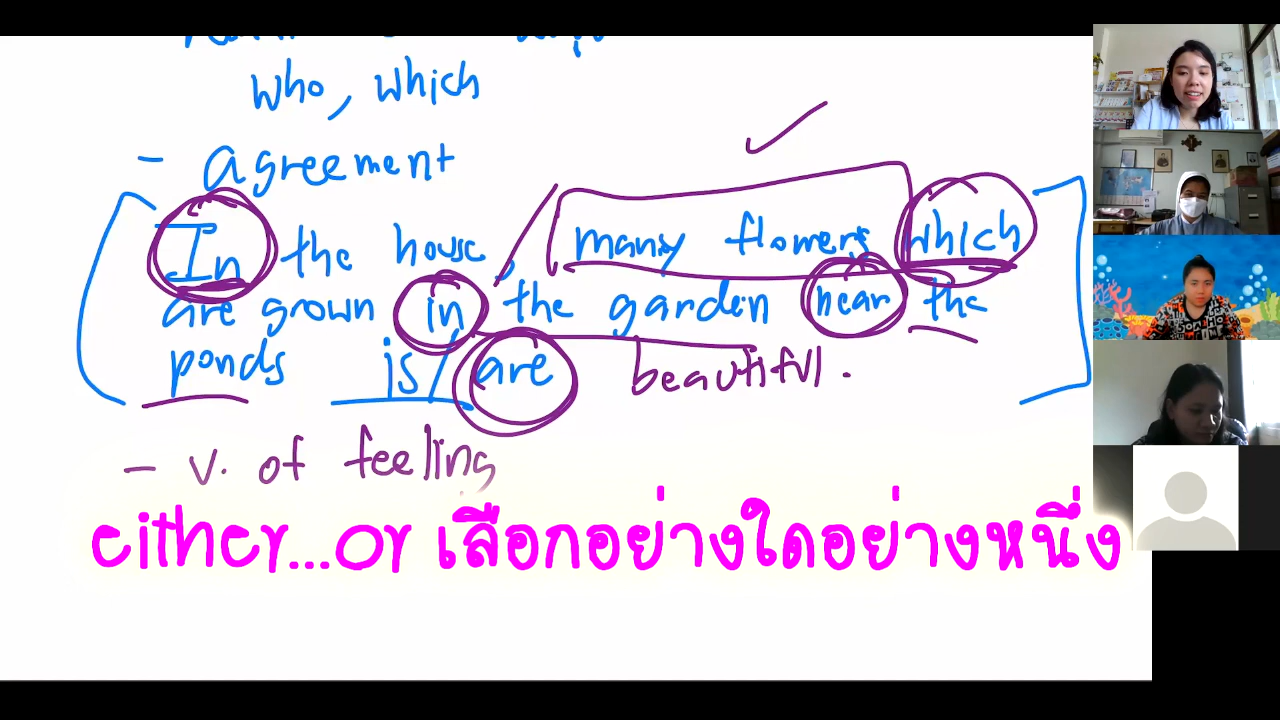 who, which
- agreement
In the house, many flowers which
are grown in the garden near the
ponds is/are beautiful.
- v. of feeling
either...or เลือกอย่างใดอย่างหนึ่ง